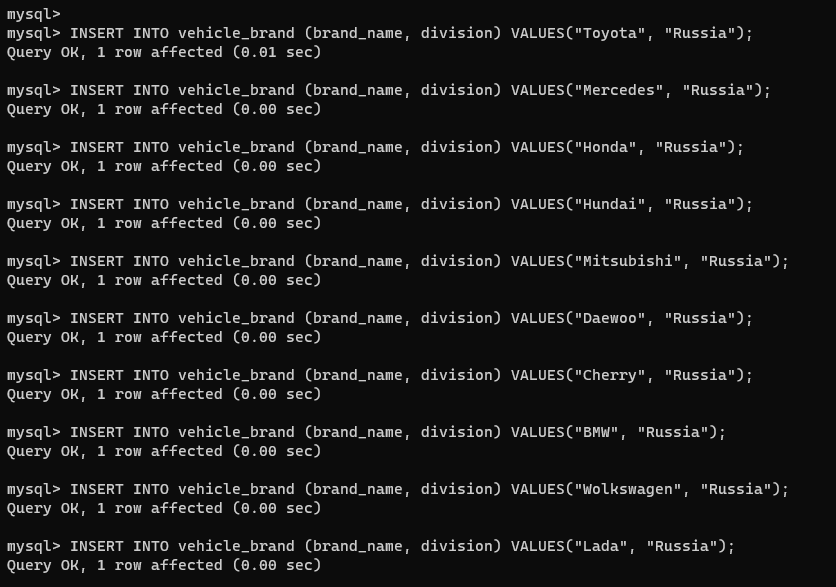 mysql>
mysql> INSERT INTO vehicle_brand (brand_name, division) VALUES("Toyota", "Russia");
Query OK, 1 row affected (0.01 sec)
mysql> INSERT INTO vehicle_brand (brand_name, division) VALUES("Mercedes", "Russia");
Query OK, 1 row affected (0.00 sec)
mysql> INSERT INTO vehicle_brand (brand_name, division) VALUES("Honda", "Russia");
Query OK, 1 row affected (0.00 sec)
mysql> INSERT INTO vehicle_brand (brand_name, division) VALUES("Hundai", "Russia");
Query OK, 1 row affected (0.00 sec)
mysql> INSERT INTO vehicle_brand (brand_name, division) VALUES("Mitsubishi", "Russia");
Query OK, 1 row affected (0.00 sec)
mysql> INSERT INTO vehicle_brand (brand_name, division) VALUES("Daewoo", "Russia");
Query OK, 1 row affected (0.00 sec)
mysql> INSERT INTO vehicle_brand (brand_name, division) VALUES("Cherry", "Russia");
Query OK, 1 row affected (0.00 sec)
mysql> INSERT INTO vehicle_brand (brand_name, division) VALUES("BMW", "Russia");
Query OK, 1 row affected (0.00 sec)
mysql> INSERT INTO vehicle_brand (brand_name, division) VALUES("Wolkswagen", "Russia");
Query OK, 1 row affected (0.00 sec)
mysql> INSERT INTO vehicle_brand (brand_name, division) VALUES("Lada", "Russia");
Query OK, 1 row affected (0.00 sec)